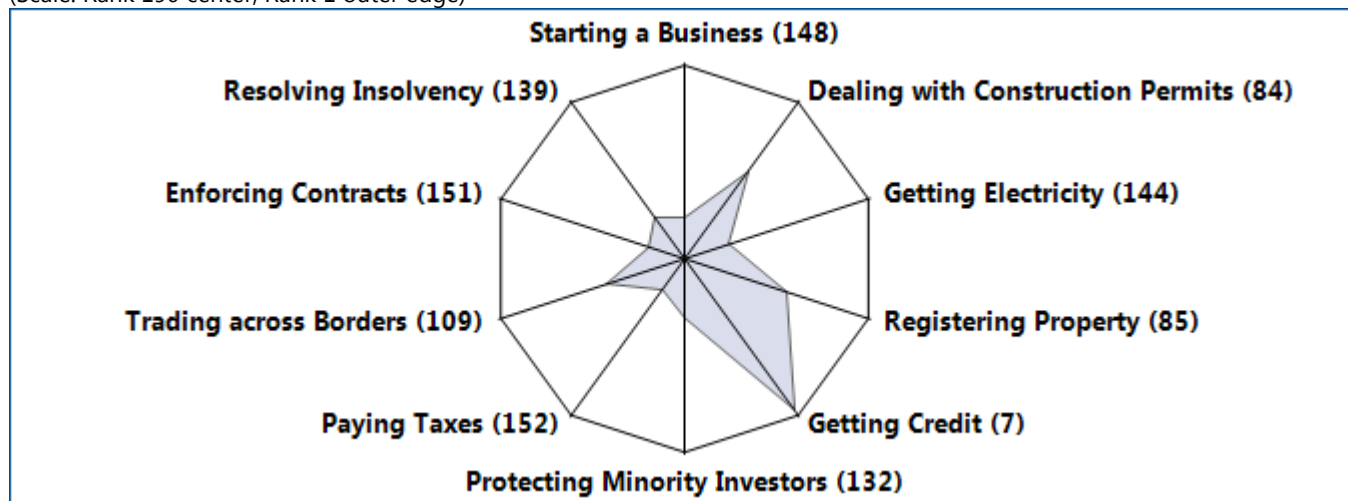 (Scale: Rank 190 center, Rank 1 outer edge)
Starting a Business (148)
Resolving Insolvency (139)
Dealing with Construction Permits (84)
Enforcing Contracts (151)
Getting Electricity (144)
Trading across Borders (109)
Registering Property (85)
Paying Taxes (152)
Getting Credit (7)
Protecting Minority Investors (132)